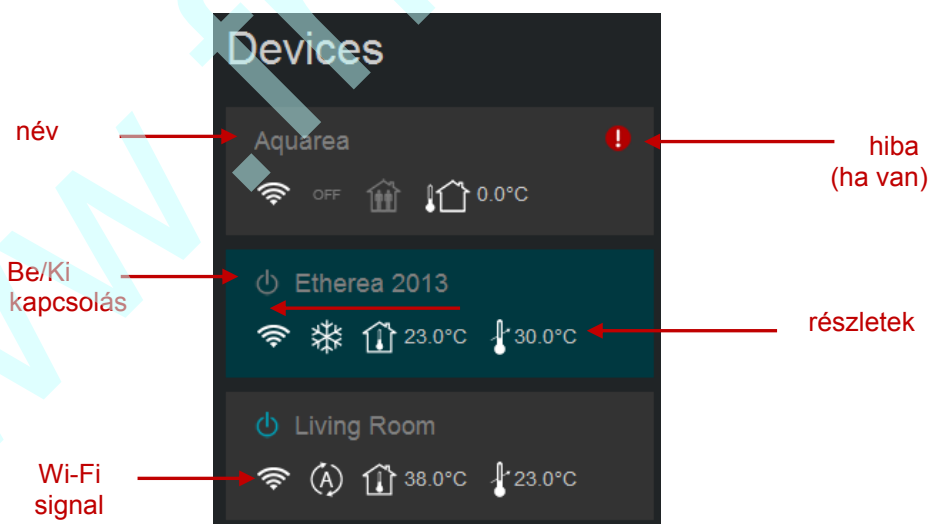 Devices
név
Aquarea
hiba
(ha van)
OFF
0.0°C
Be/Ki
kapcsolás
Etherea 2013
23.0°C
30.0°C
részletek
Living Room
Wi-Fi
signal
A
38.0°C
23.0°C